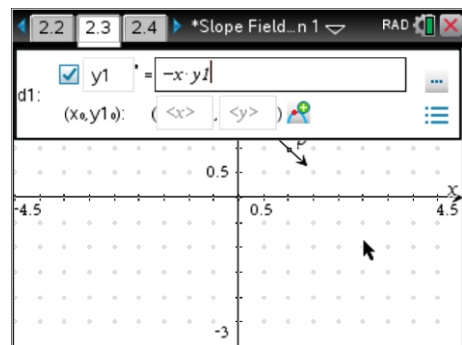 2.2 2.3 2.4 *Slope Field...n 1 RAD
d1: y1 ' = -x·y1 ...
(x₀,y1₀): ( <x> , <y> )
p
0.5
x
-4.5 0.5 4.5
-3